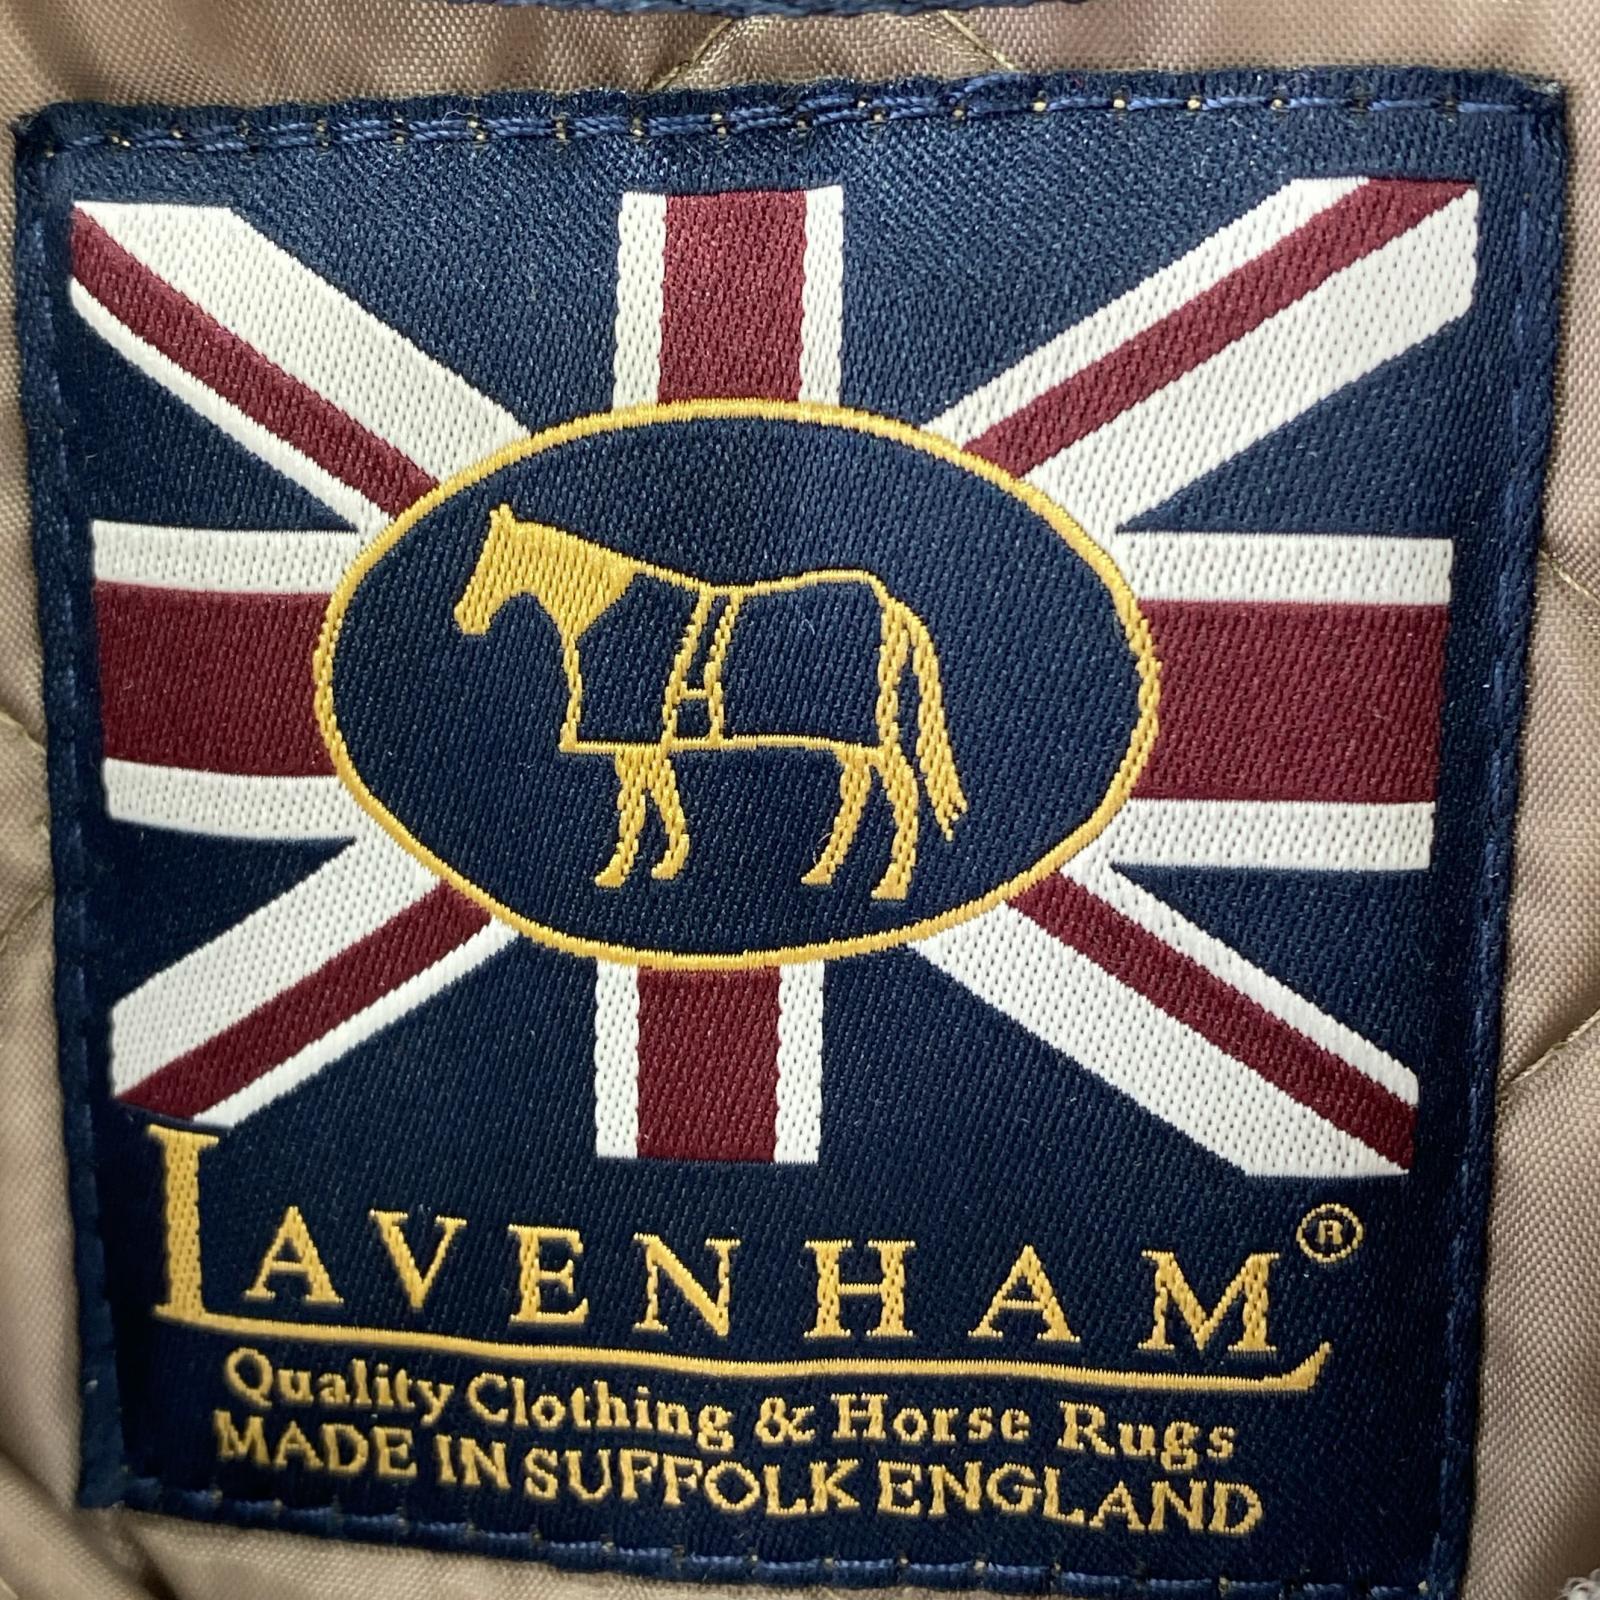 LAVENHAM®
Quality Clothing & Horse Rugs
MADE IN SUFFOLK ENGLAND